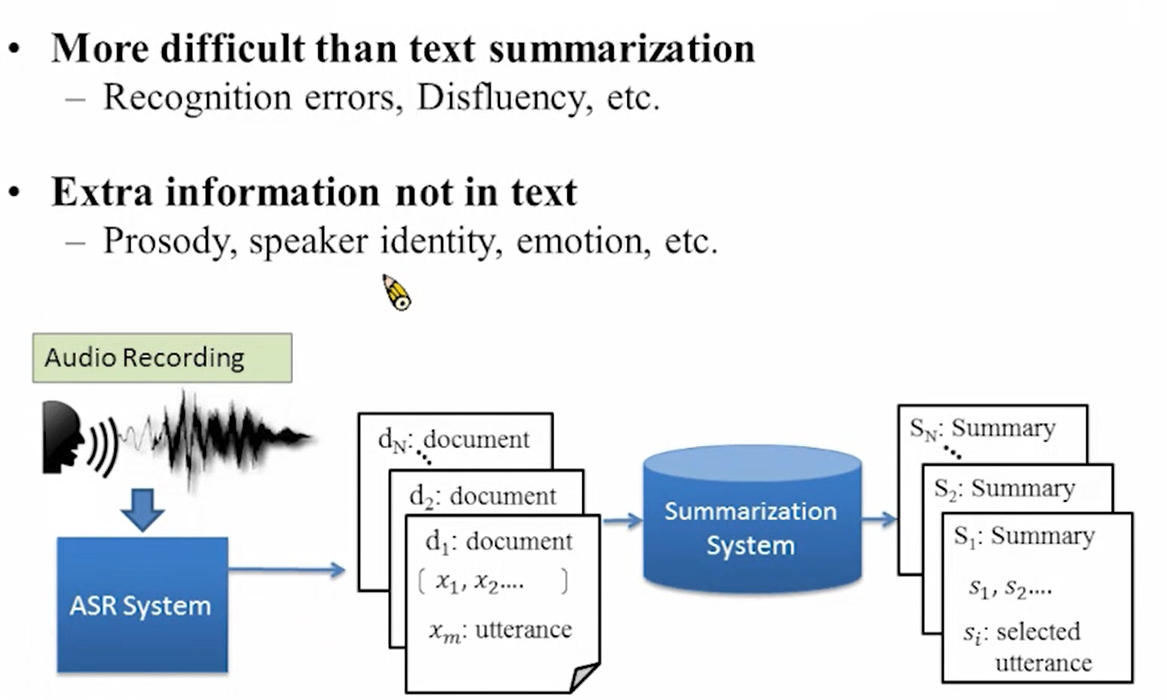 • More difficult than text summarization
– Recognition errors, Disfluency, etc.
• Extra information not in text
– Prosody, speaker identity, emotion, etc.
Audio Recording
ASR System
d_N: document
⋱
d_2: document
d_1: document
[ x_1, x_2.... ]
x_m: utterance
Summarization
System
S_N: Summary
⋱
S_2: Summary
S_1: Summary
s_1, s_2....
s_i: selected
utterance